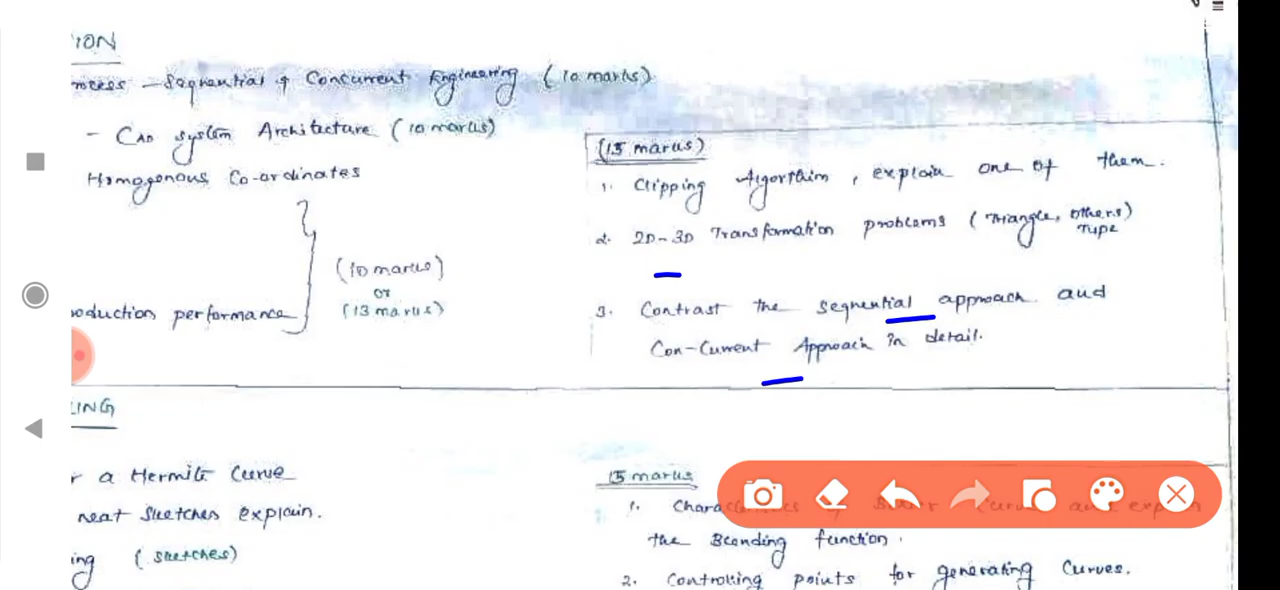 ION
rocess - Sequential & Concurrent Engineering (10 marks)
- CAD system Architecture (10 marks)
Homogenous Co-ordinates
(10 marks)
or
(13 marks)
roduction performance
(15 marks)
1. Clipping Algorthim, explain one of them.
2. 2D-3D Transformation problems (Triangle, others) Type
3. Contrast the sequential approach and
Con-Current Approach in detail.
LING
r a Hermite Curve
neat sketches explain.
ing (sketches)
15 marks
1. Chara
the Blending function.
2. Controlling points for generating Curves.